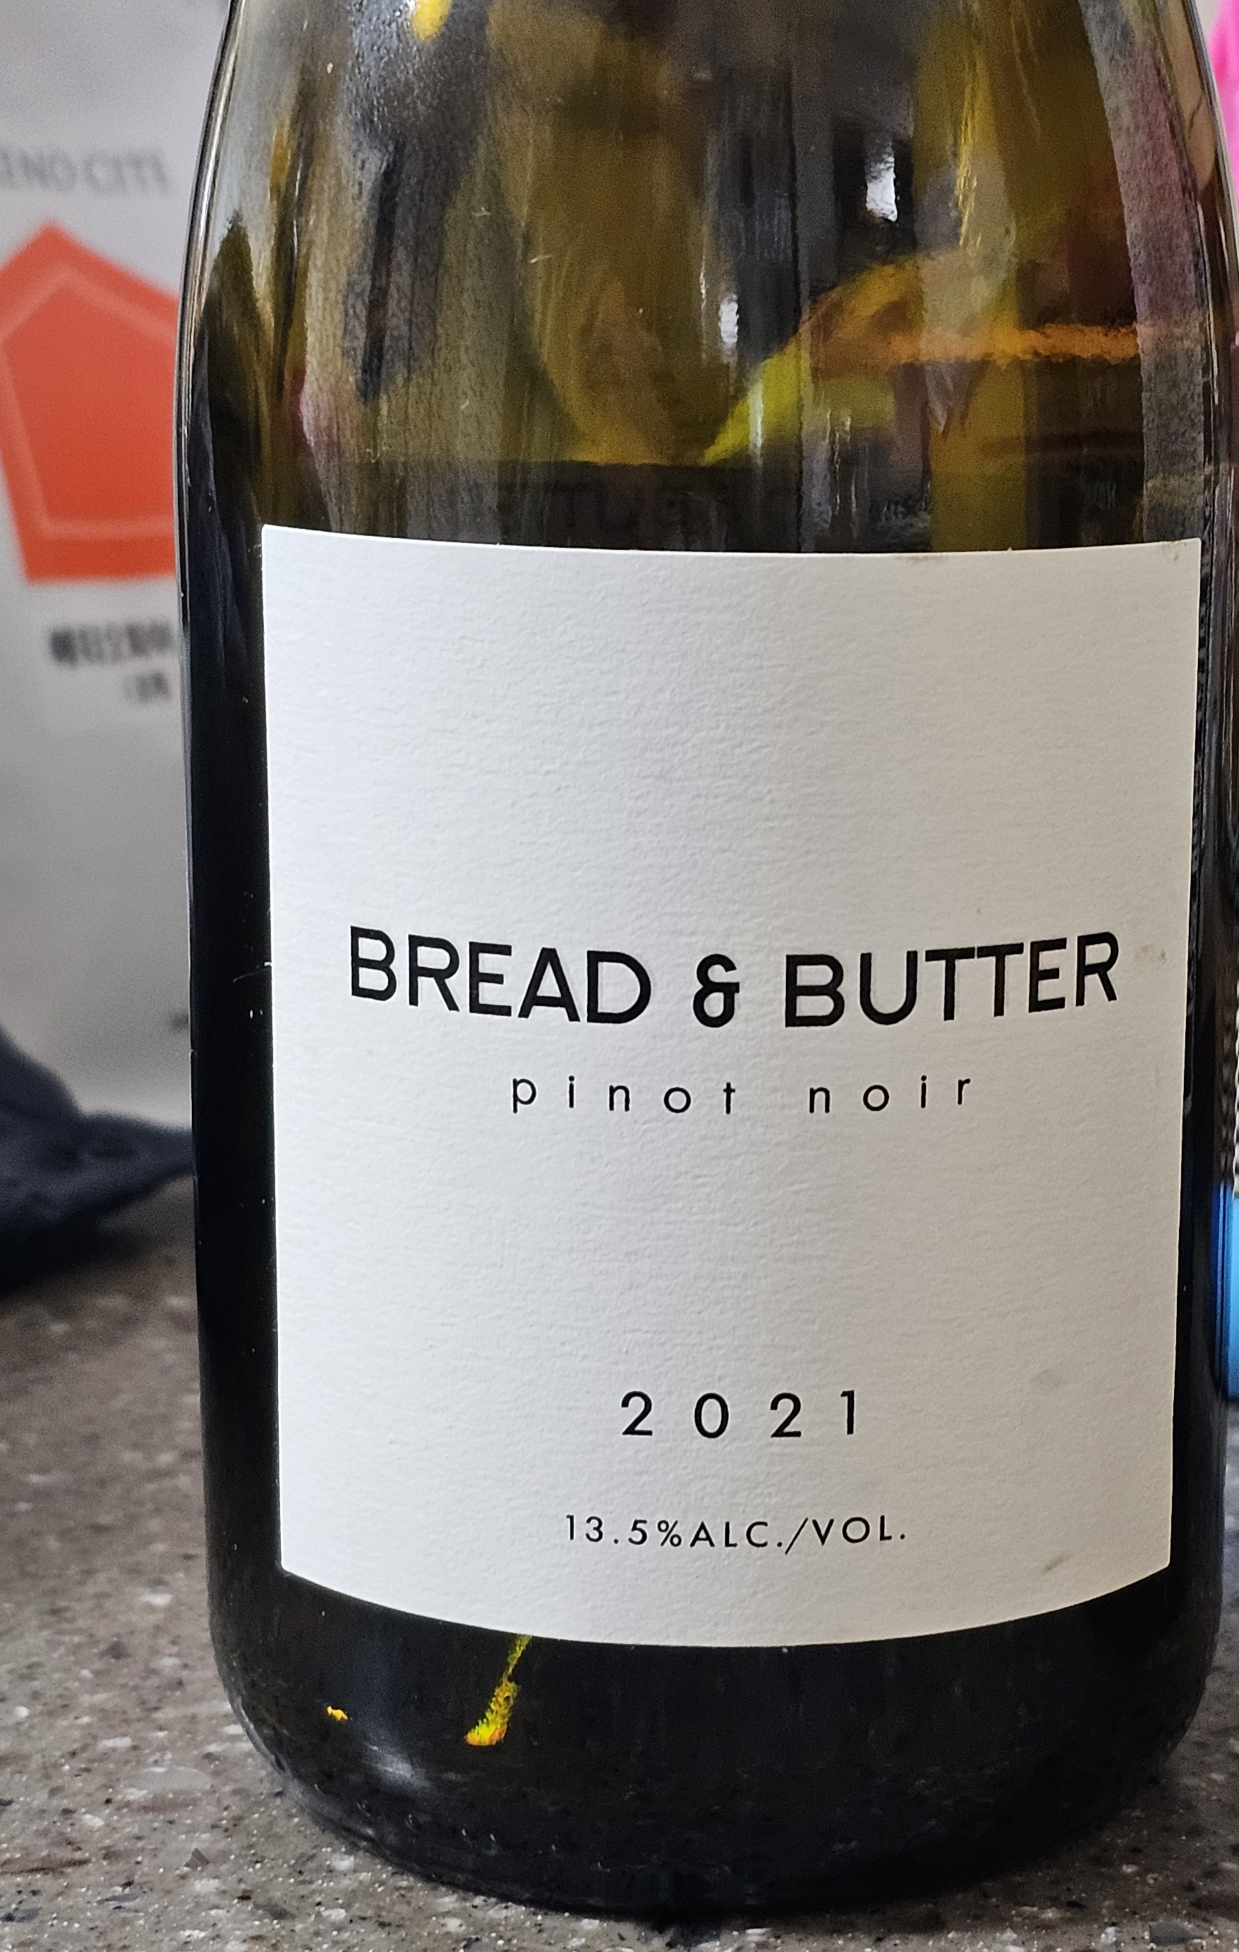 BREAD & BUTTER
pinot noir
2021
13.5%ALC./VOL.